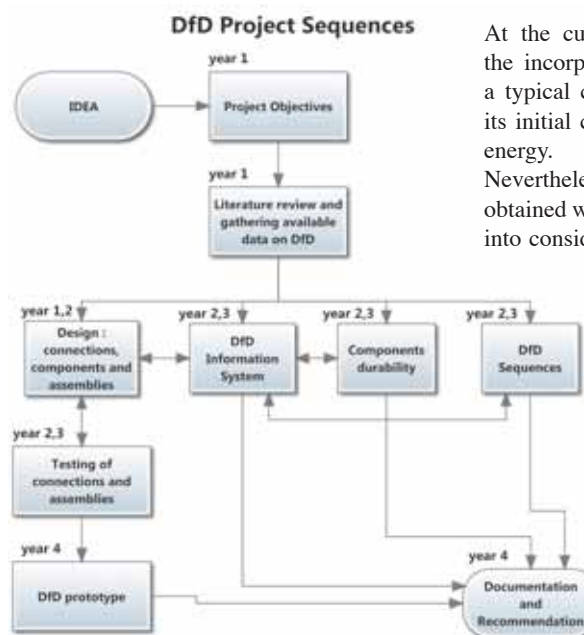 DfD Project Sequences
year 1
IDEA
Project Objectives
year 1
Literature review and
gathering available
data on DfD
year 1,2
Design :
connections,
components and
assemblies
year 2,3
DfD
Information
System
year 2,3
Components
durability
year 2,3
DfD
Sequences
year 2,3
Testing of
connections and
assemblies
year 4
DfD prototype
year 4
Documentation
and
Recommendation
At the cu
the incorp
a typical c
its initial c
energy.
Neverthele
obtained w
into consid